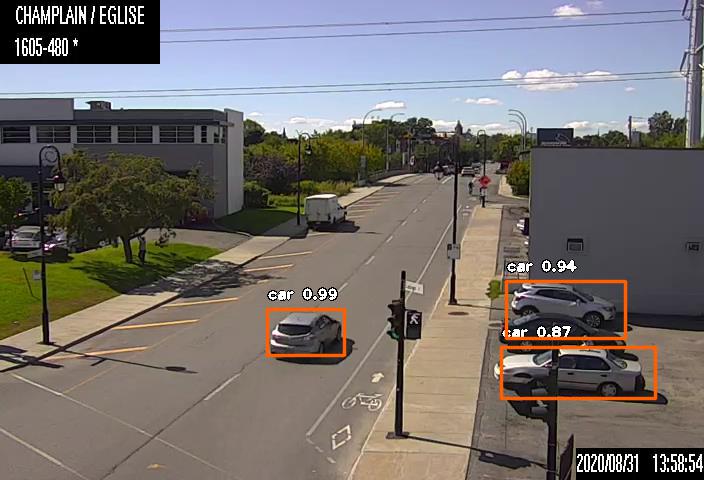 CHAMPLAIN / EGLISE
1605-480 *
car 0.94
car 0.99
car 0.87
2020/08/31 13:58:54